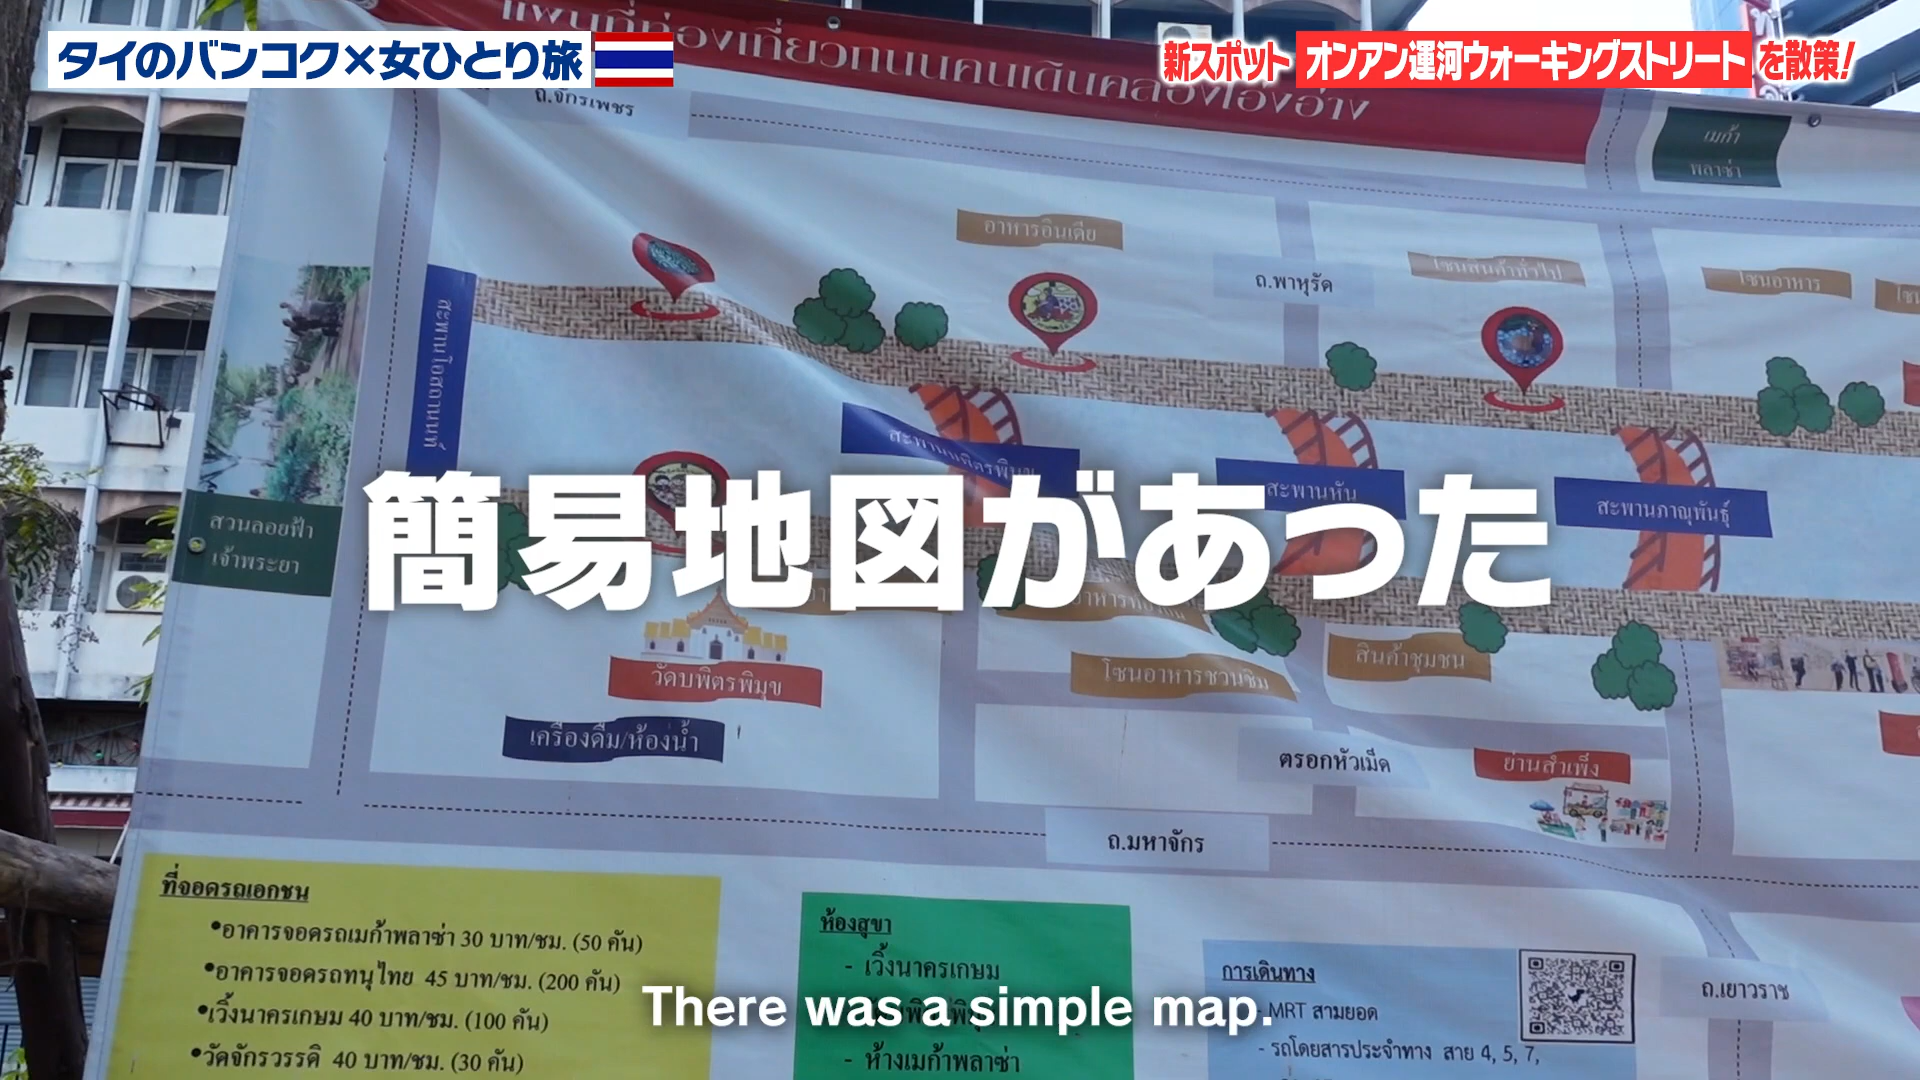 タイのバンコク×女ひとり旅
新スポット オンアン運河ウォーキングストリート を散策!
แผนที่ท่องเที่ยวถนนคนเดินคลองโอ่งอ่าง
ถ.จักรเพชร
เมก้า
พลาซ่า
อาหารอินเดีย
ถ.พาหุรัด
โซนสินค้าทั่วไป
โซนอาหาร
สะพานหัน
สะพานภาณุพันธุ์
สวนลอยฟ้า
เจ้าพระยา
簡易地図があった
วัดบพิตรพิมุข
โซนอาหารชวนชิม
สินค้าชุมชน
เครื่องดื่ม/ห้องน้ำ
ตรอกหัวเม็ด
ย่านสำเพ็ง
ถ.มหาจักร
ที่จอดรถเอกชน
•อาคารจอดรถเมก้าพลาซ่า 30 บาท/ชม. (50 คัน)
•อาคารจอดรถทนุไทย 45 บาท/ชม. (200 คัน)
•เวิ้งนาครเกษม 40 บาท/ชม. (100 คัน)
•วัดจักรวรรดิ 40 บาท/ชม. (30 คัน)
ห้องสุขา
- เวิ้งนาครเกษม
- ห้างเมก้าพลาซ่า
การเดินทาง
- MRT สามยอด
- รถโดยสารประจำทาง สาย 4, 5, 7,
ถ.เยาวราช
There was a simple map.